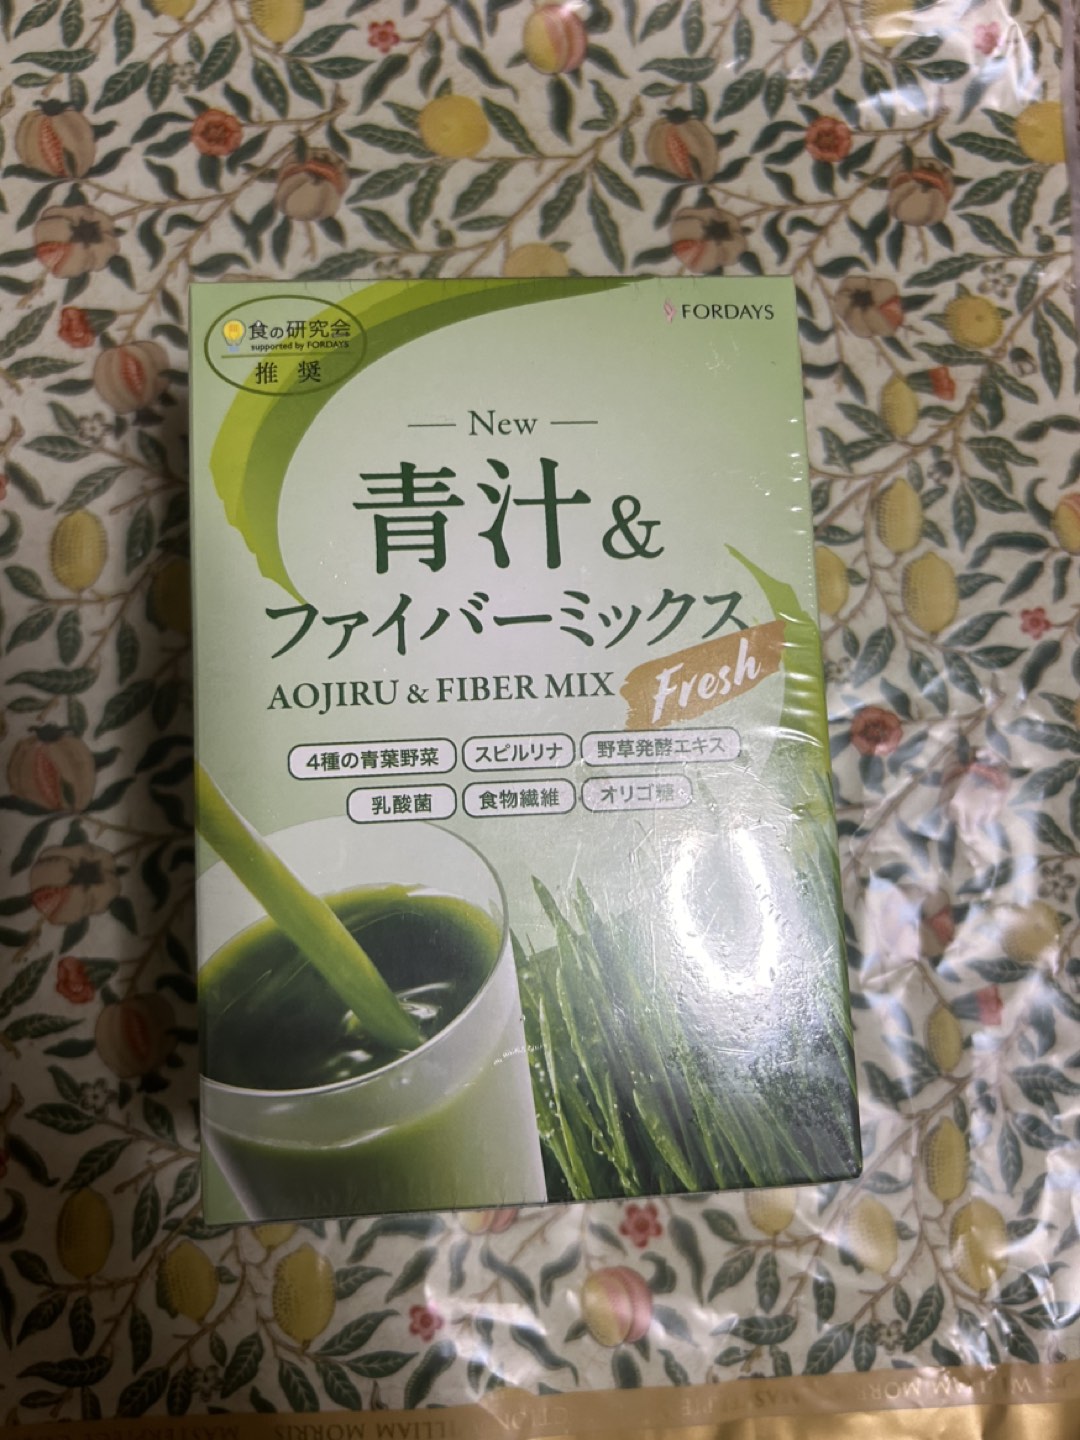 食の研究会
supported by FORDAYS
推奨
FORDAYS
New
青汁&
ファイバーミックス
AOJIRU & FIBER MIX Fresh
4種の青葉野菜 スピルリナ 野草発酵エキス
乳酸菌 食物繊維 オリゴ糖
WILLIAM MORRIS